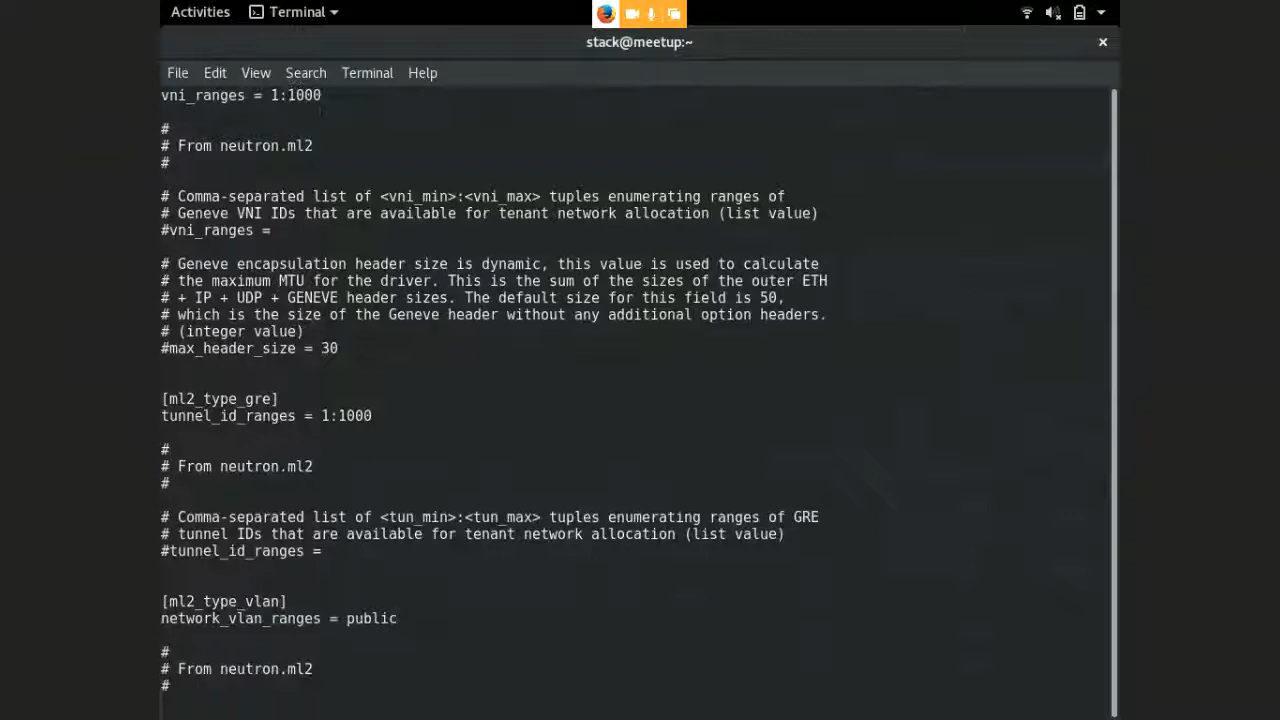 Activities
Terminal
stack@meetup:~
File Edit View Search Terminal Help
vni_ranges = 1:1000
#
# From neutron.ml2
#
# Comma-separated list of <vni_min>:<vni_max> tuples enumerating ranges of
# Geneve VNI IDs that are available for tenant network allocation (list value)
#vni_ranges =
# Geneve encapsulation header size is dynamic, this value is used to calculate
# the maximum MTU for the driver. This is the sum of the sizes of the outer ETH
# + IP + UDP + GENEVE header sizes. The default size for this field is 50,
# which is the size of the Geneve header without any additional option headers.
# (integer value)
#max_header_size = 30
[ml2_type_gre]
tunnel_id_ranges = 1:1000
#
# From neutron.ml2
#
# Comma-separated list of <tun_min>:<tun_max> tuples enumerating ranges of GRE
# tunnel IDs that are available for tenant network allocation (list value)
#tunnel_id_ranges =
[ml2_type_vlan]
network_vlan_ranges = public
#
# From neutron.ml2
#